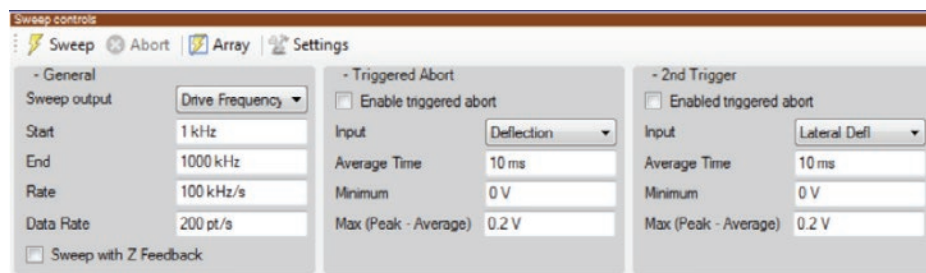 Sweep controls
Sweep Abort Array Settings
- General
Sweep output Drive Frequency
Start 1 kHz
End 1000 kHz
Rate 100 kHz/s
Data Rate 200 pt/s
Sweep with Z Feedback
- Triggered Abort
Enable triggered abort
Input Deflection
Average Time 10 ms
Minimum 0 V
Max (Peak - Average) 0.2 V
- 2nd Trigger
Enabled triggered abort
Input Lateral Defl
Average Time 10 ms
Minimum 0 V
Max (Peak - Average) 0.2 V